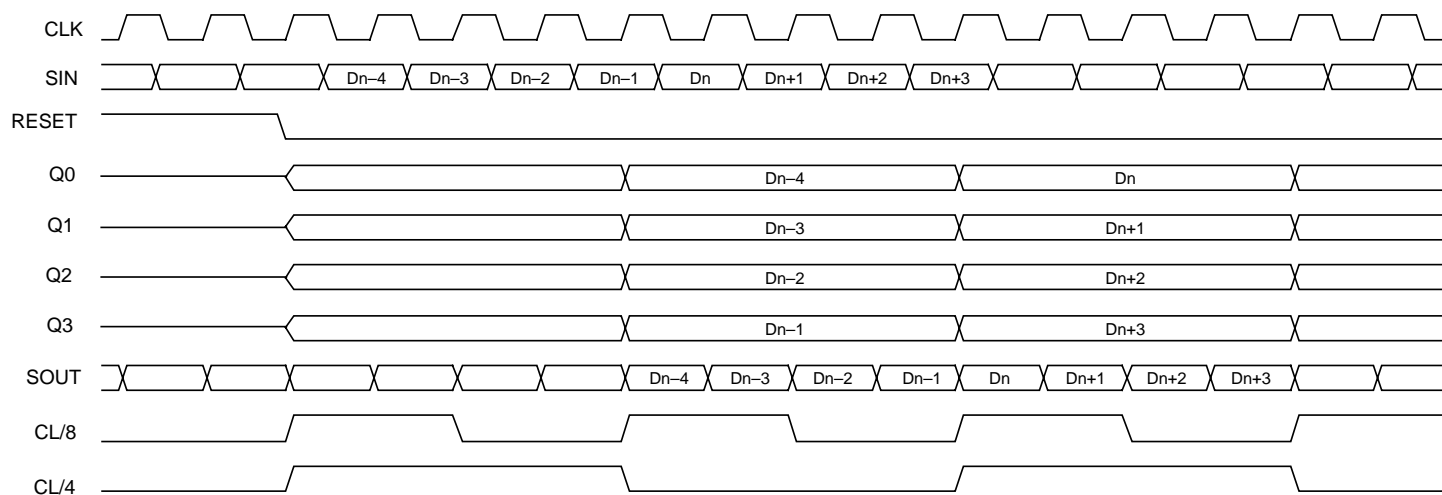 CLK
SIN Dn–4 Dn–3 Dn–2 Dn–1 Dn Dn+1 Dn+2 Dn+3
RESET
Q0 Dn–4 Dn
Q1 Dn–3 Dn+1
Q2 Dn–2 Dn+2
Q3 Dn–1 Dn+3
SOUT Dn–4 Dn–3 Dn–2 Dn–1 Dn Dn+1 Dn+2 Dn+3
CL/8
CL/4